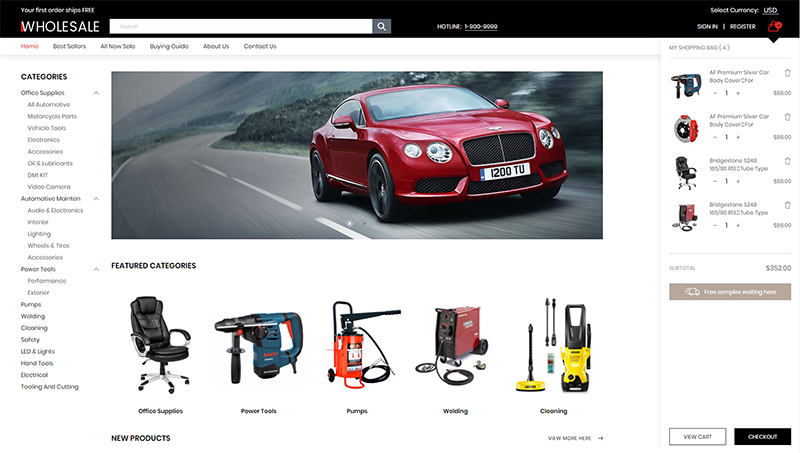 Your first order ships FREE
Select Currency: USD
WHOLESALE
Search
HOTLINE: 1-900-9999
SIGN IN | REGISTER
4
Home
Best Sellers
All New Sale
Buying Guide
About Us
Contact Us
CATEGORIES
Office Supplies
All Automotive
Motorcycle Parts
Vehicle Tools
Electronics
Accessories
Oil & Lubricants
DMI KIT
Video Camera
Automotive Mainten
Audio & Electronics
Interior
Lighting
Wheels & Tires
Accessories
Power Tools
Performance
Exterior
Pumps
Welding
Cleaning
Safety
LED & Lights
Hand Tools
Electrical
Tooling And Cutting
1200 TU
FEATURED CATEGORIES
BOSCH
Office Supplies
Power Tools
Pumps
Welding
Cleaning
NEW PRODUCTS
VIEW MORE HERE →
MY SHOPPING BAG ( 4 )
AF Premium Silver Car
Body Cover□For
− 1 +
$88.00
AF Premium Silver Car
Body Cover□For
− 1 +
$88.00
Bridgestone S248
165/80 R13□Tube Type
− 1 +
$88.00
Bridgestone S248
165/80 R13□Tube Type
− 1 +
$88.00
SUBTOTAL
$352.00
Free samples waiting here
VIEW CART
CHECKOUT